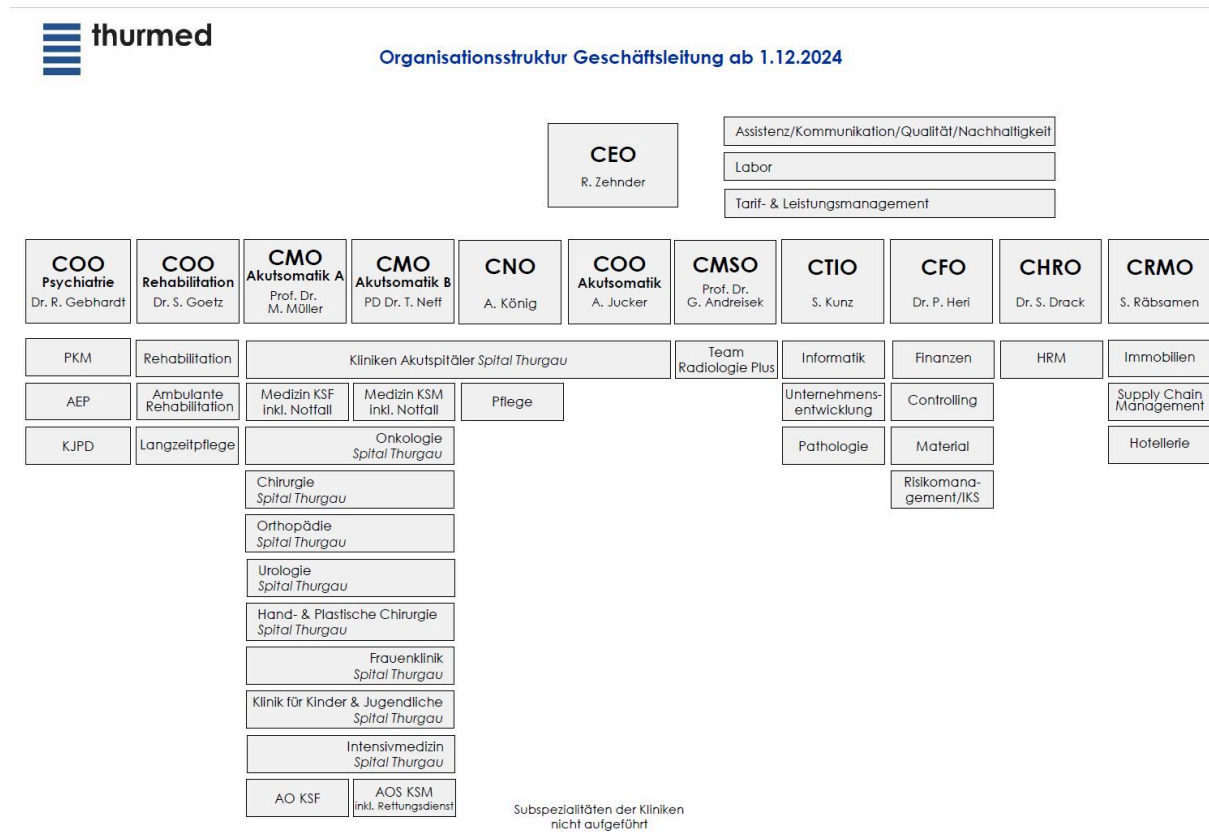 thurmed
Organisationsstruktur Geschäftsleitung ab 1.12.2024
CEO
R. Zehnder
Assistenz/Kommunikation/Qualität/Nachhaltigkeit
Labor
Tarif- & Leistungsmanagement
COO
Psychiatrie
Dr. R. Gebhardt
COO
Rehabilitation
Dr. S. Goetz
CMO
Akutsomatik A
Prof. Dr.
M. Müller
CMO
Akutsomatik B
PD Dr. T. Neff
CNO
A. König
COO
Akutsomatik
A. Jucker
CMSO
Prof. Dr.
G. Andreisek
CTIO
S. Kunz
CFO
Dr. P. Heri
CHRO
Dr. S. Drack
CRMO
S. Räbsamen
PKM
Rehabilitation
Kliniken Akutspitäler Spital Thurgau
Team
Radiologie Plus
Informatik
Finanzen
HRM
Immobilien
AEP
Ambulante
Rehabilitation
Medizin KSF
inkl. Notfall
Medizin KSM
inkl. Notfall
Pflege
Unternehmens-
entwicklung
Controlling
Supply Chain
Management
KJPD
Langzeitpflege
Onkologie
Spital Thurgau
Pathologie
Material
Hotellerie
Chirurgie
Spital Thurgau
Risikomana-
gement/IKS
Orthopädie
Spital Thurgau
Urologie
Spital Thurgau
Hand- & Plastische Chirurgie
Spital Thurgau
Frauenklinik
Spital Thurgau
Klinik für Kinder & Jugendliche
Spital Thurgau
Intensivmedizin
Spital Thurgau
AO KSF
AOS KSM
inkl. Rettungsdienst
Subspezialitäten der Kliniken
nicht aufgeführt